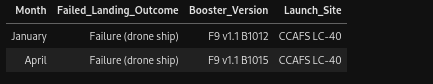 Month Failed_Landing_Outcome Booster_Version Launch_Site
January Failure (drone ship) F9 v1.1 B1012 CCAFS LC-40
April Failure (drone ship) F9 v1.1 B1015 CCAFS LC-40